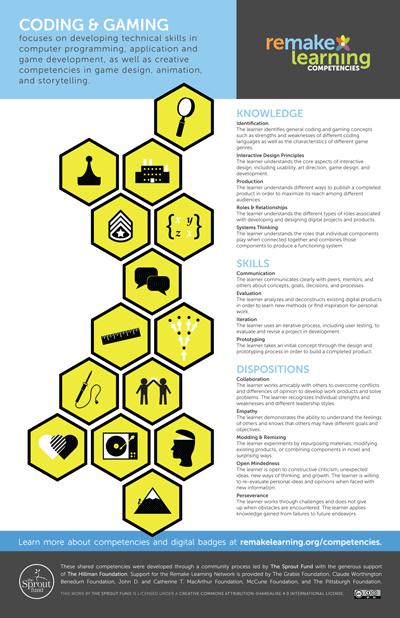 CODING & GAMING
focuses on developing technical skills in
computer programming, application and
game development, as well as creative
competencies in game design, animation,
and storytelling.
remake
learning
COMPETENCIES
x y
z x
KNOWLEDGE
Identification
The learner identifies general coding and gaming concepts
such as strengths and weaknesses of different coding
languages as well as the characteristics of different game
genres.
Interactive Design Principles
The learner understands the core aspects of interactive
design, including usability, art direction, game design, and
development.
Production
The learner understands different ways to publish a completed
product in order to maximize its reach among different
audiences.
Roles & Relationships
The learner understands the different types of roles associated
with developing and designing digital projects and products.
Systems Thinking
The learner understands the roles that individual components
play when connected together and combines those
components to produce a functioning system.
SKILLS
Communication
The learner communicates clearly with peers, mentors, and
others about concepts, goals, decisions, and processes.
Evaluation
The learner analyzes and deconstructs existing digital products
in order to learn new methods or find inspiration for personal
work.
Iteration
The learner uses an iterative process, including user testing, to
evaluate and revise a project in development.
Prototyping
The learner takes an initial concept through the design and
prototyping process in order to build a completed product.
DISPOSITIONS
Collaboration
The learner works amicably with others to overcome conflicts
and differences of opinion to develop work products and solve
problems. The learner recognizes individual strengths and
weaknesses and different leadership styles.
Empathy
The learner demonstrates the ability to understand the feelings
of others and knows that others may have different goals and
objectives.
Modding & Remixing
The learner experiments by repurposing materials, modifying
existing products, or combining components in novel and
surprising ways.
Open Mindedness
The learner is open to constructive criticism, unexpected
ideas, new ways of thinking, and growth. The learner is willing
to re-evaluate personal ideas and opinions when faced with
new information.
Perseverance
The learner works through challenges and does not give
up when obstacles are encountered. The learner applies
knowledge gained from failures to future endeavors.
Learn more about competencies and digital badges at remakelearning.org/competencies.
the
Sprout
fund
These shared competencies were developed through a community process led by The Sprout Fund with the generous support
of The Hillman Foundation. Support for the Remake Learning Network is provided by The Grable Foundation, Claude Worthington
Benedum Foundation, John D. and Catherine T. MacArthur Foundation, McCune Foundation, and The Pittsburgh Foundation.
THIS WORK BY THE SPROUT FUND IS LICENSED UNDER A CREATIVE COMMONS ATTRIBUTION-SHAREALIKE 4.0 INTERNATIONAL LICENSE.